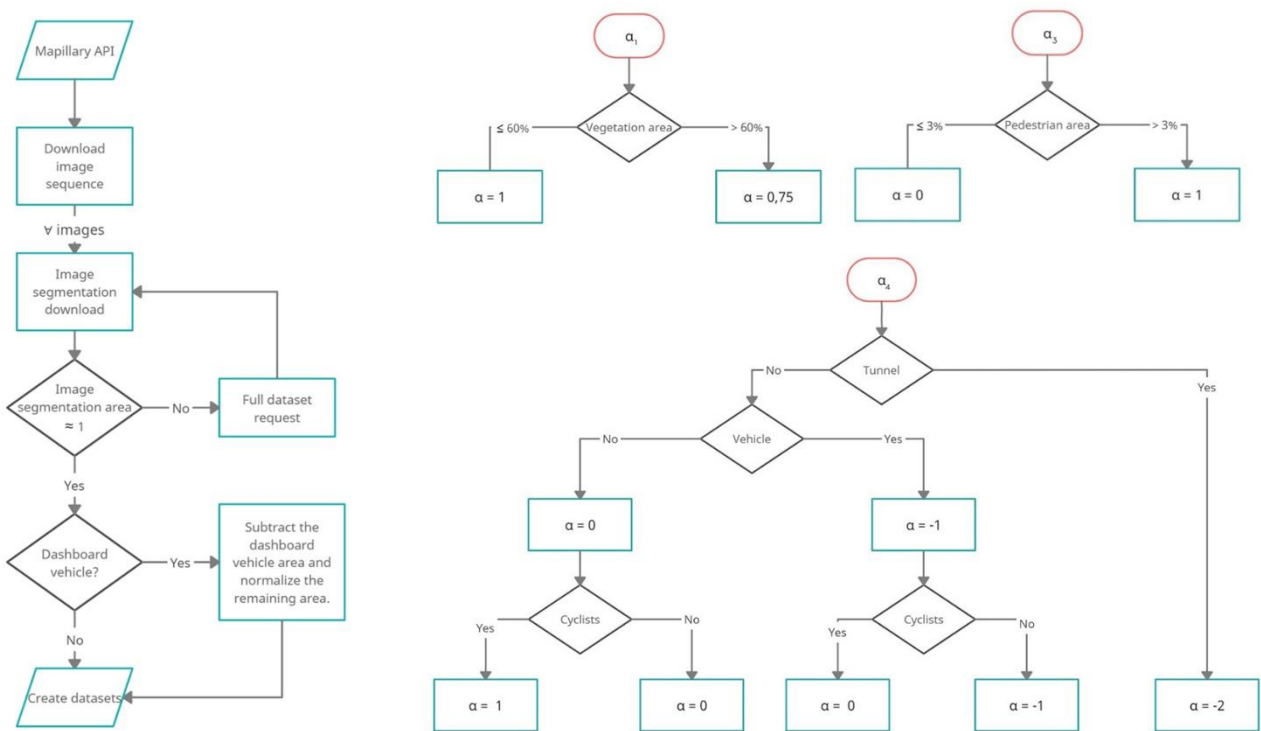 Mapillary API
Download
image
sequence
∀ images
Image
segmentation
download
Image
segmentation area
≈ 1
No
Full dataset
request
Yes
Dashboard
vehicle?
Yes
Subtract the
dashboard
vehicle area and
normalize the
remaining area.
No
Create datasets
α₁
Vegetation area
≤ 60%
> 60%
α = 1
α = 0,75
α₃
Pedestrian area
≤ 3%
> 3%
α = 0
α = 1
α₄
Tunnel
No
Yes
Vehicle
No
Yes
α = 0
α = -1
Cyclists
Cyclists
Yes
No
Yes
No
α = 1
α = 0
α = 0
α = -1
α = -2